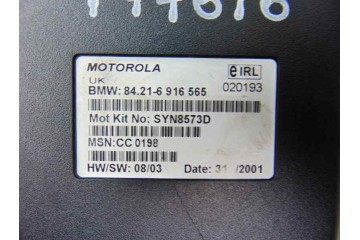 MOTOROLA
e IRL
UK
020193
BMW: 84.21-6 916 565
Mot Kit No: SYN8573D
MSN:CC 0198
HW/SW: 08/03 Date: 31 /2001